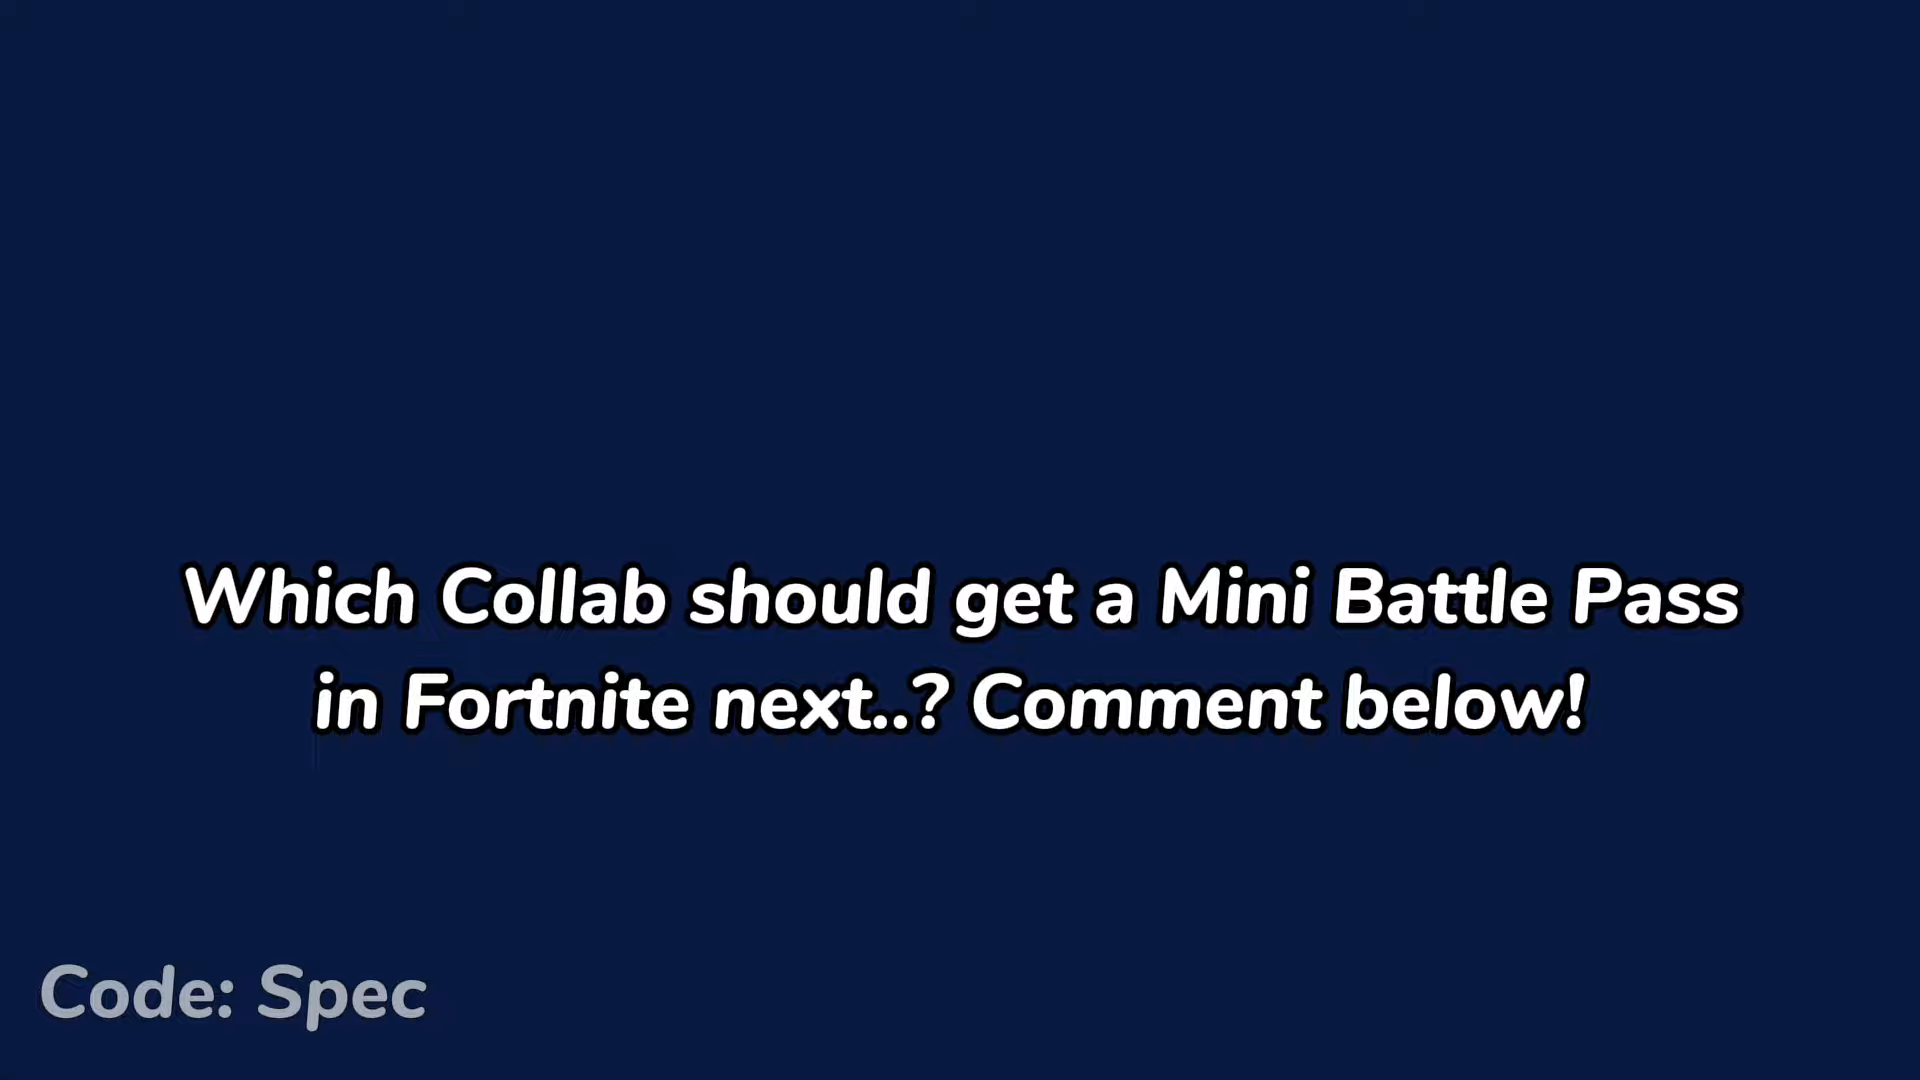 Which Collab should get a Mini Battle Pass
in Fortnite next..? Comment below!
Code: Spec